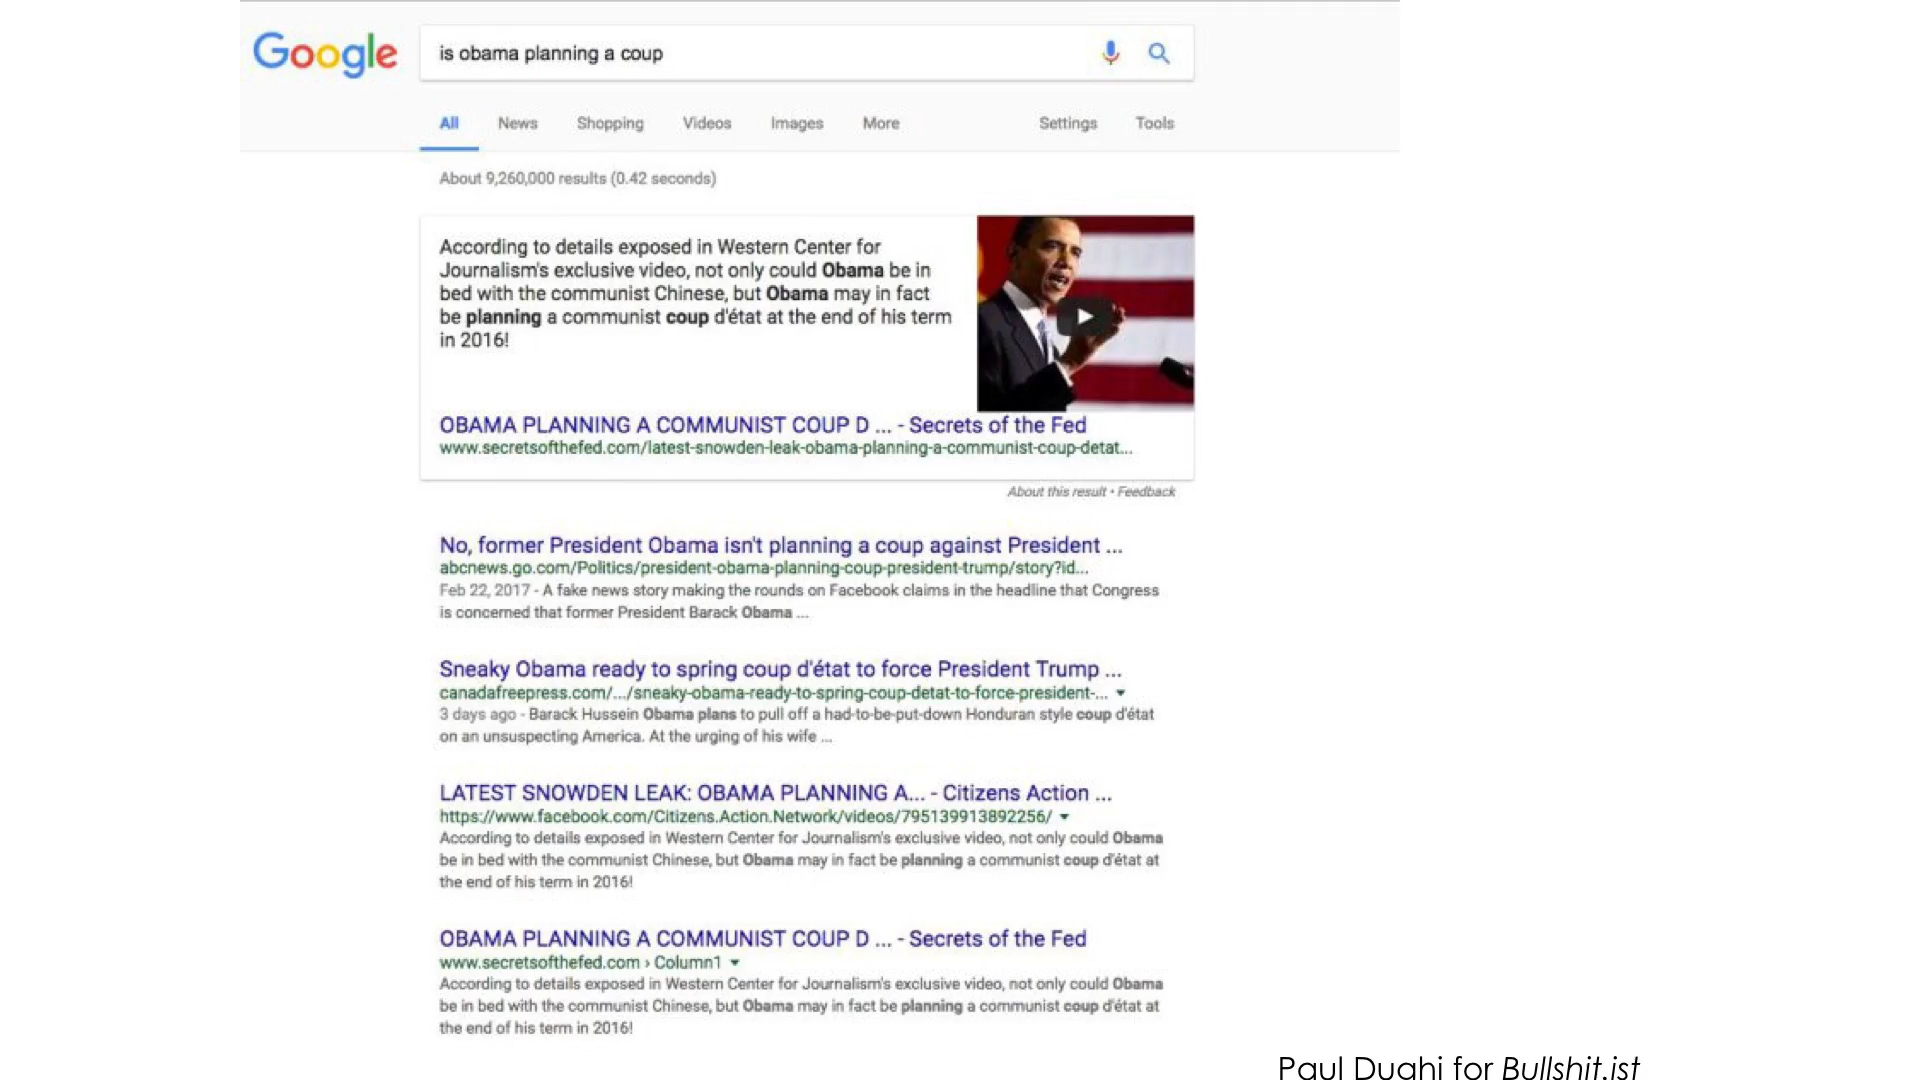 Google
is obama planning a coup
All News Shopping Videos Images More Settings Tools
About 9,260,000 results (0.42 seconds)
According to details exposed in Western Center for
Journalism's exclusive video, not only could Obama be in
bed with the communist Chinese, but Obama may in fact
be planning a communist coup d'état at the end of his term
in 2016!
OBAMA PLANNING A COMMUNIST COUP D ... - Secrets of the Fed
www.secretsofthefed.com/latest-snowden-leak-obama-planning-a-communist-coup-detat...
About this result • Feedback
No, former President Obama isn't planning a coup against President ...
abcnews.go.com/Politics/president-obama-planning-coup-president-trump/story?id...
Feb 22, 2017 - A fake news story making the rounds on Facebook claims in the headline that Congress
is concerned that former President Barack Obama ...
Sneaky Obama ready to spring coup d'état to force President Trump ...
canadafreepress.com/.../sneaky-obama-ready-to-spring-coup-detat-to-force-president-...
3 days ago - Barack Hussein Obama plans to pull off a had-to-be-put-down Honduran style coup d'état
on an unsuspecting America. At the urging of his wife ...
LATEST SNOWDEN LEAK: OBAMA PLANNING A... - Citizens Action ...
https://www.facebook.com/Citizens.Action.Network/videos/795139913892256/
According to details exposed in Western Center for Journalism's exclusive video, not only could Obama
be in bed with the communist Chinese, but Obama may in fact be planning a communist coup d'état at
the end of his term in 2016!
OBAMA PLANNING A COMMUNIST COUP D ... - Secrets of the Fed
www.secretsofthefed.com › Column1
According to details exposed in Western Center for Journalism's exclusive video, not only could Obama
be in bed with the communist Chinese, but Obama may in fact be planning a communist coup d'état at
the end of his term in 2016!
Paul Duahi for Bullshit.ist